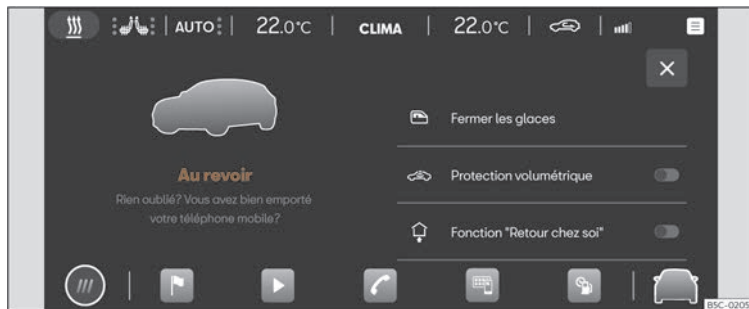 AUTO 22.0°C CLIMA 22.0°C
Fermer les glaces
Au revoir
Protection volumétrique
Rien oublié? Vous avez bien emporté
votre téléphone mobile?
Fonction "Retour chez soi"
B5C-0205